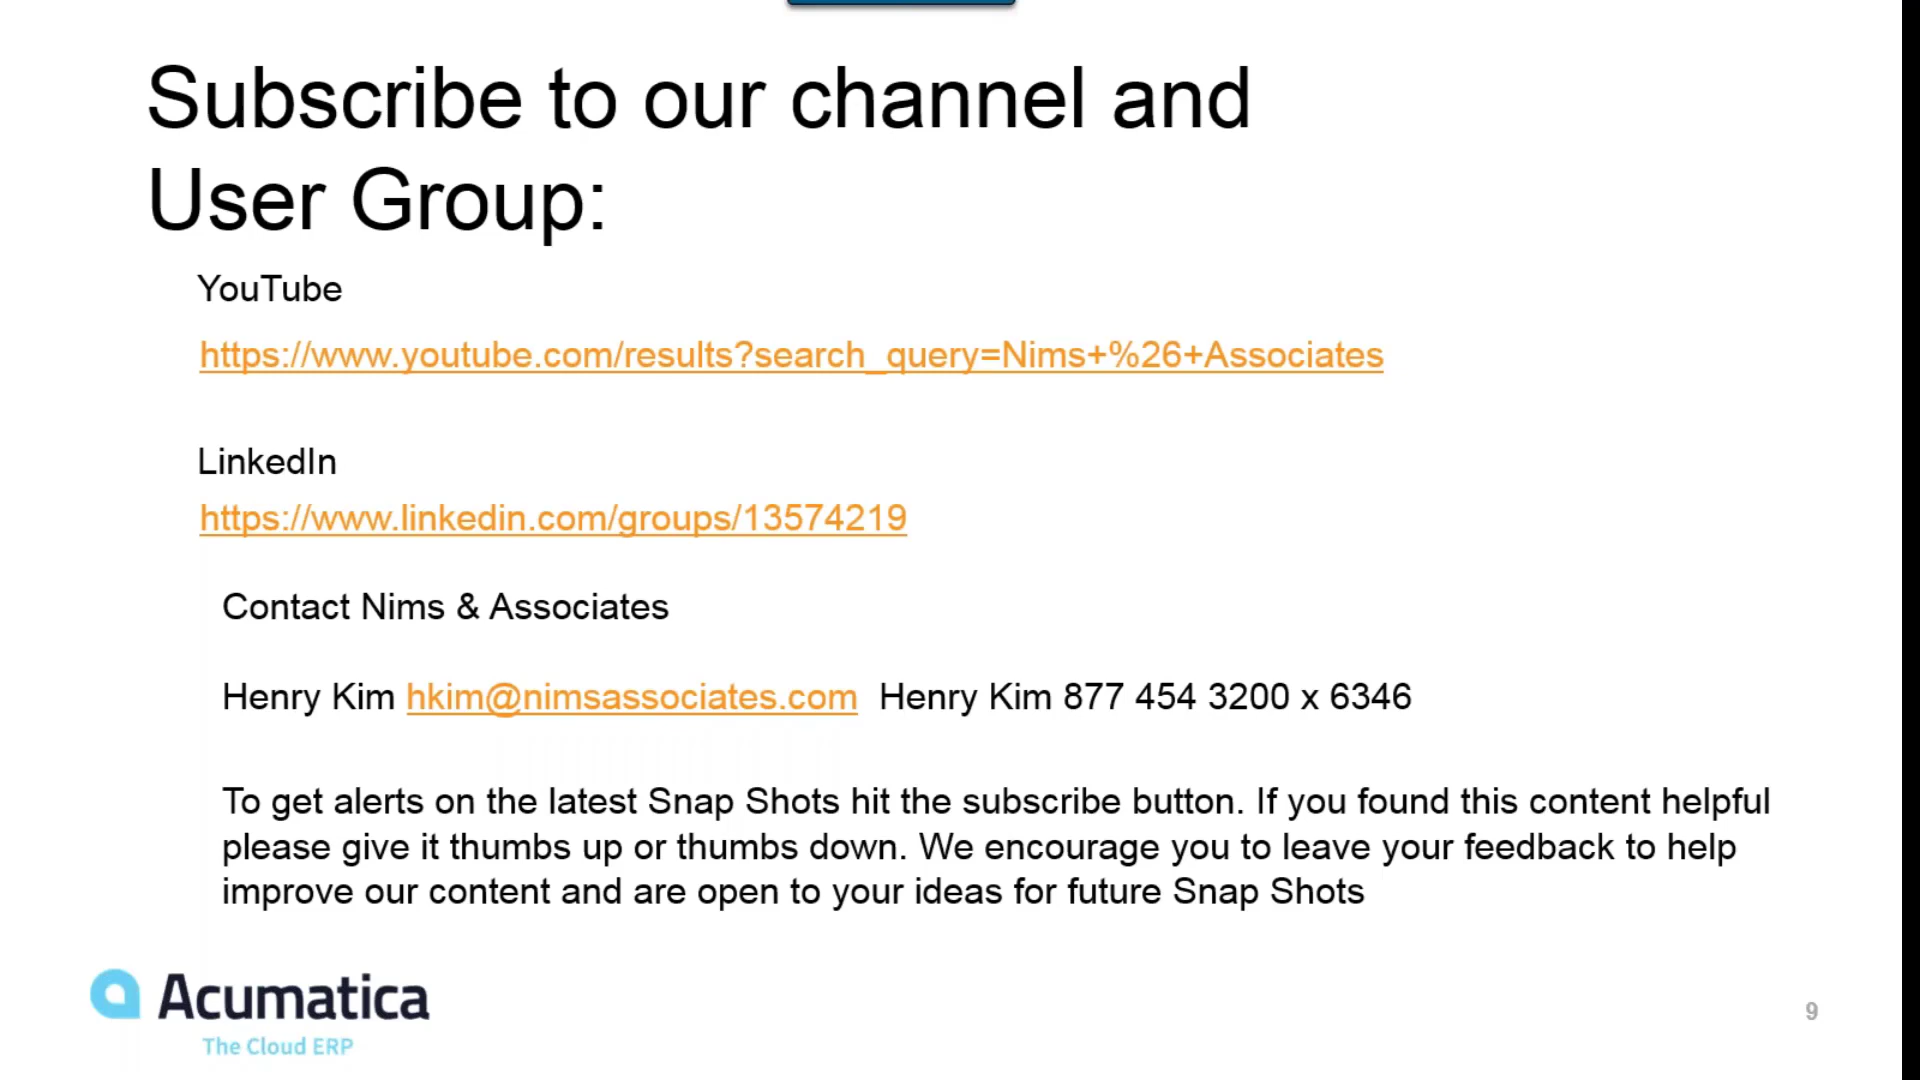 Subscribe to our channel and
User Group:
YouTube
https://www.youtube.com/results?search_query=Nims+%26+Associates
LinkedIn
https://www.linkedin.com/groups/13574219
Contact Nims & Associates
Henry Kim hkim@nimsassociates.com  Henry Kim 877 454 3200 x 6346
To get alerts on the latest Snap Shots hit the subscribe button. If you found this content helpful
please give it thumbs up or thumbs down. We encourage you to leave your feedback to help
improve our content and are open to your ideas for future Snap Shots
Acumatica
The Cloud ERP
9